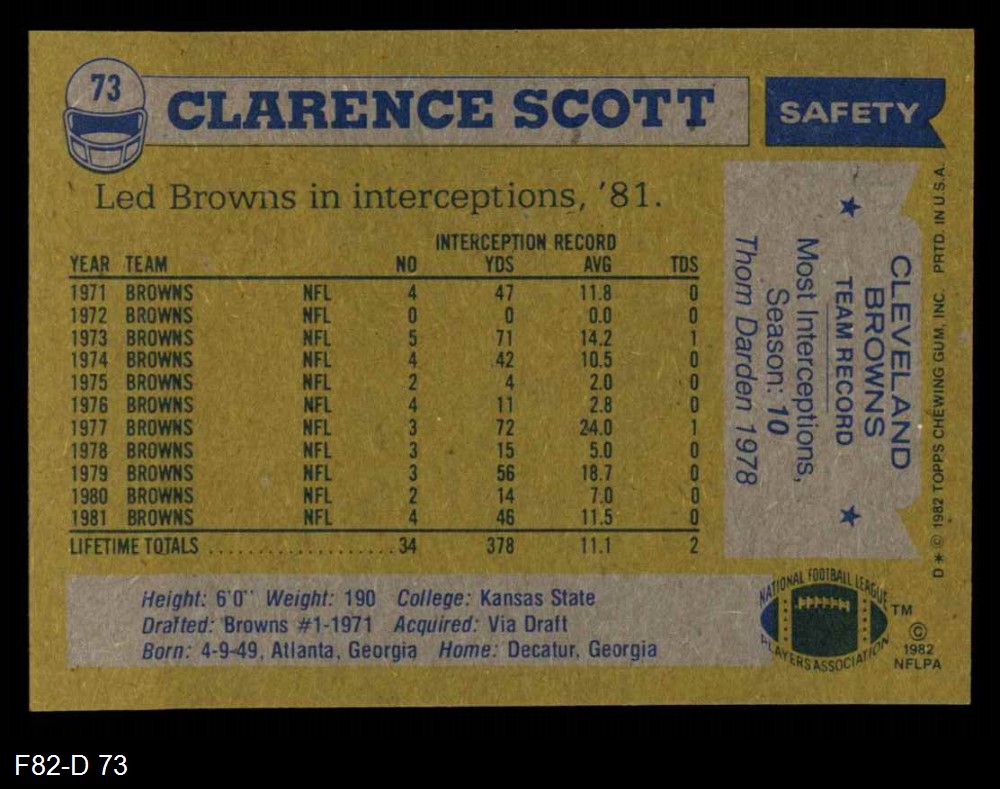 73
CLARENCE SCOTT
SAFETY
Led Browns in interceptions, '81.
INTERCEPTION RECORD
YEAR TEAM NO YDS AVG TDS
1971 BROWNS NFL 4 47 11.8 0
1972 BROWNS NFL 0 0 0.0 0
1973 BROWNS NFL 5 71 14.2 1
1974 BROWNS NFL 4 42 10.5 0
1975 BROWNS NFL 2 4 2.0 0
1976 BROWNS NFL 4 11 2.8 0
1977 BROWNS NFL 3 72 24.0 1
1978 BROWNS NFL 3 15 5.0 0
1979 BROWNS NFL 3 56 18.7 0
1980 BROWNS NFL 2 14 7.0 0
1981 BROWNS NFL 4 46 11.5 0
LIFETIME TOTALS ................... 34 378 11.1 2
Height: 6'0" Weight: 190 College: Kansas State
Drafted: Browns #1-1971 Acquired: Via Draft
Born: 4-9-49, Atlanta, Georgia Home: Decatur, Georgia
CLEVELAND
BROWNS
★ TEAM RECORD ★
Most Interceptions,
Season: 10
Thom Darden 1978
D * © 1982 TOPPS CHEWING GUM, INC. PRTD. IN U.S.A.
NATIONAL FOOTBALL LEAGUE
PLAYERS ASSOCIATION
TM
©
1982
NFLPA
F82-D 73